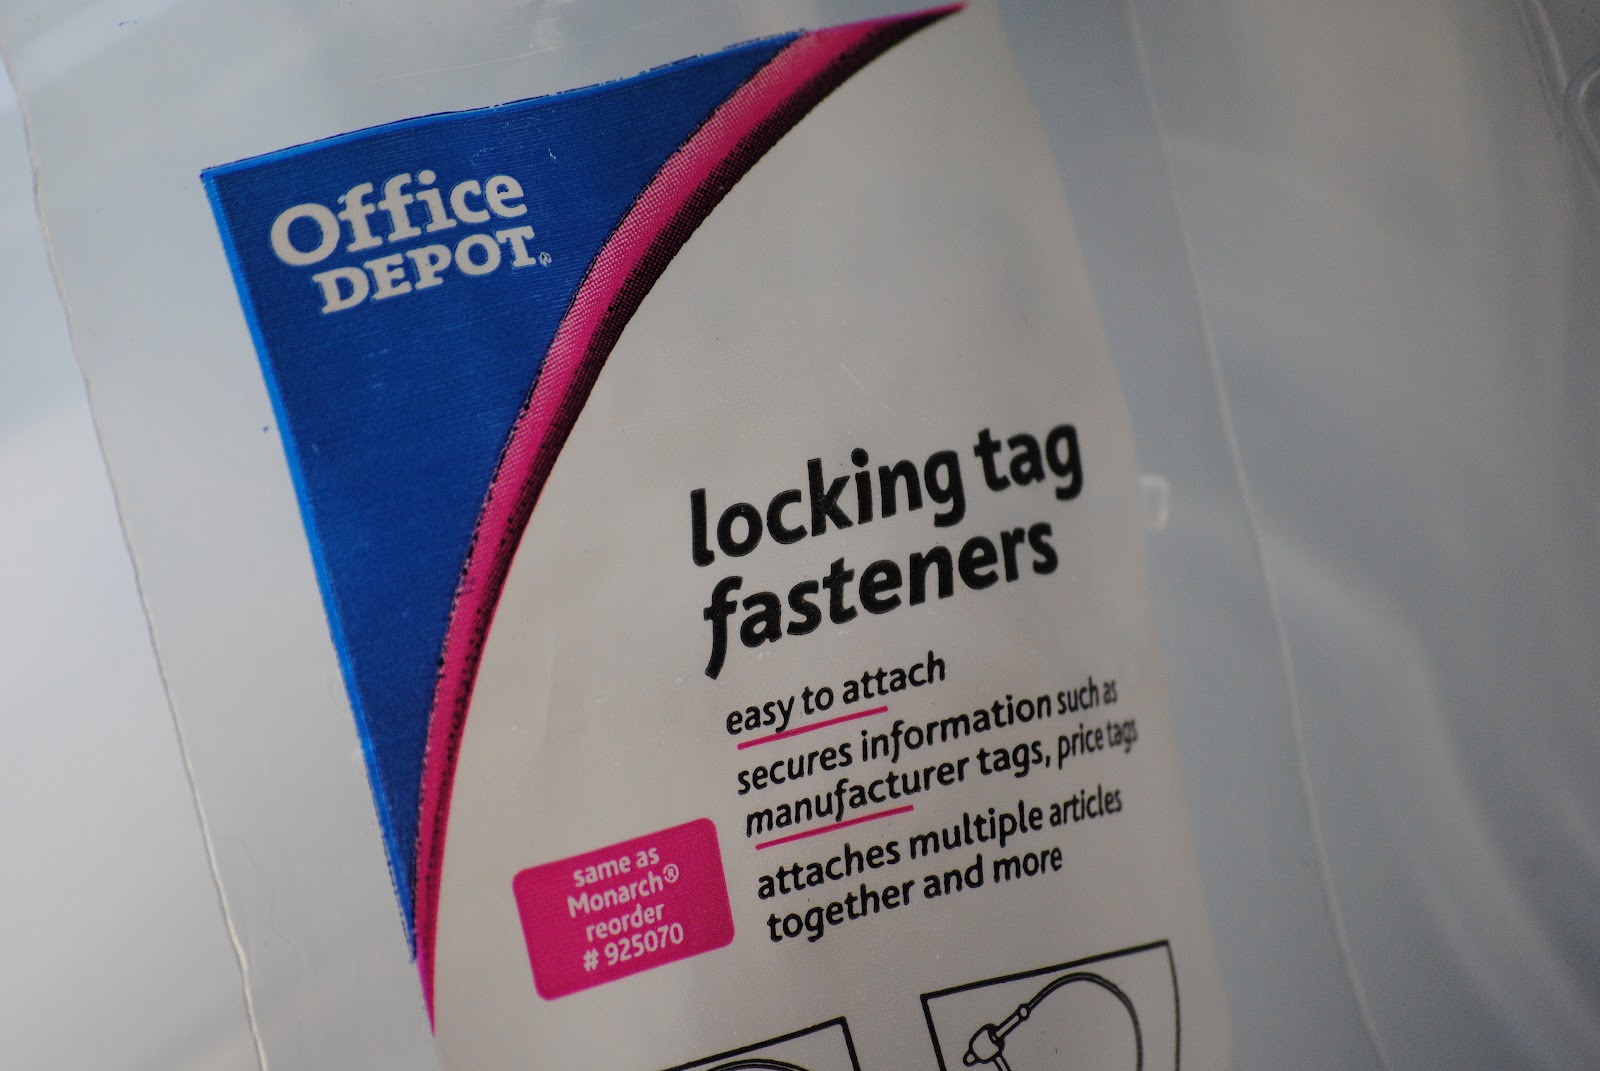 Office
DEPOT®
locking tag
fasteners
easy to attach
secures information such as
manufacturer tags, price tags
attaches multiple articles
together and more
same as
Monarch®
reorder
# 925070